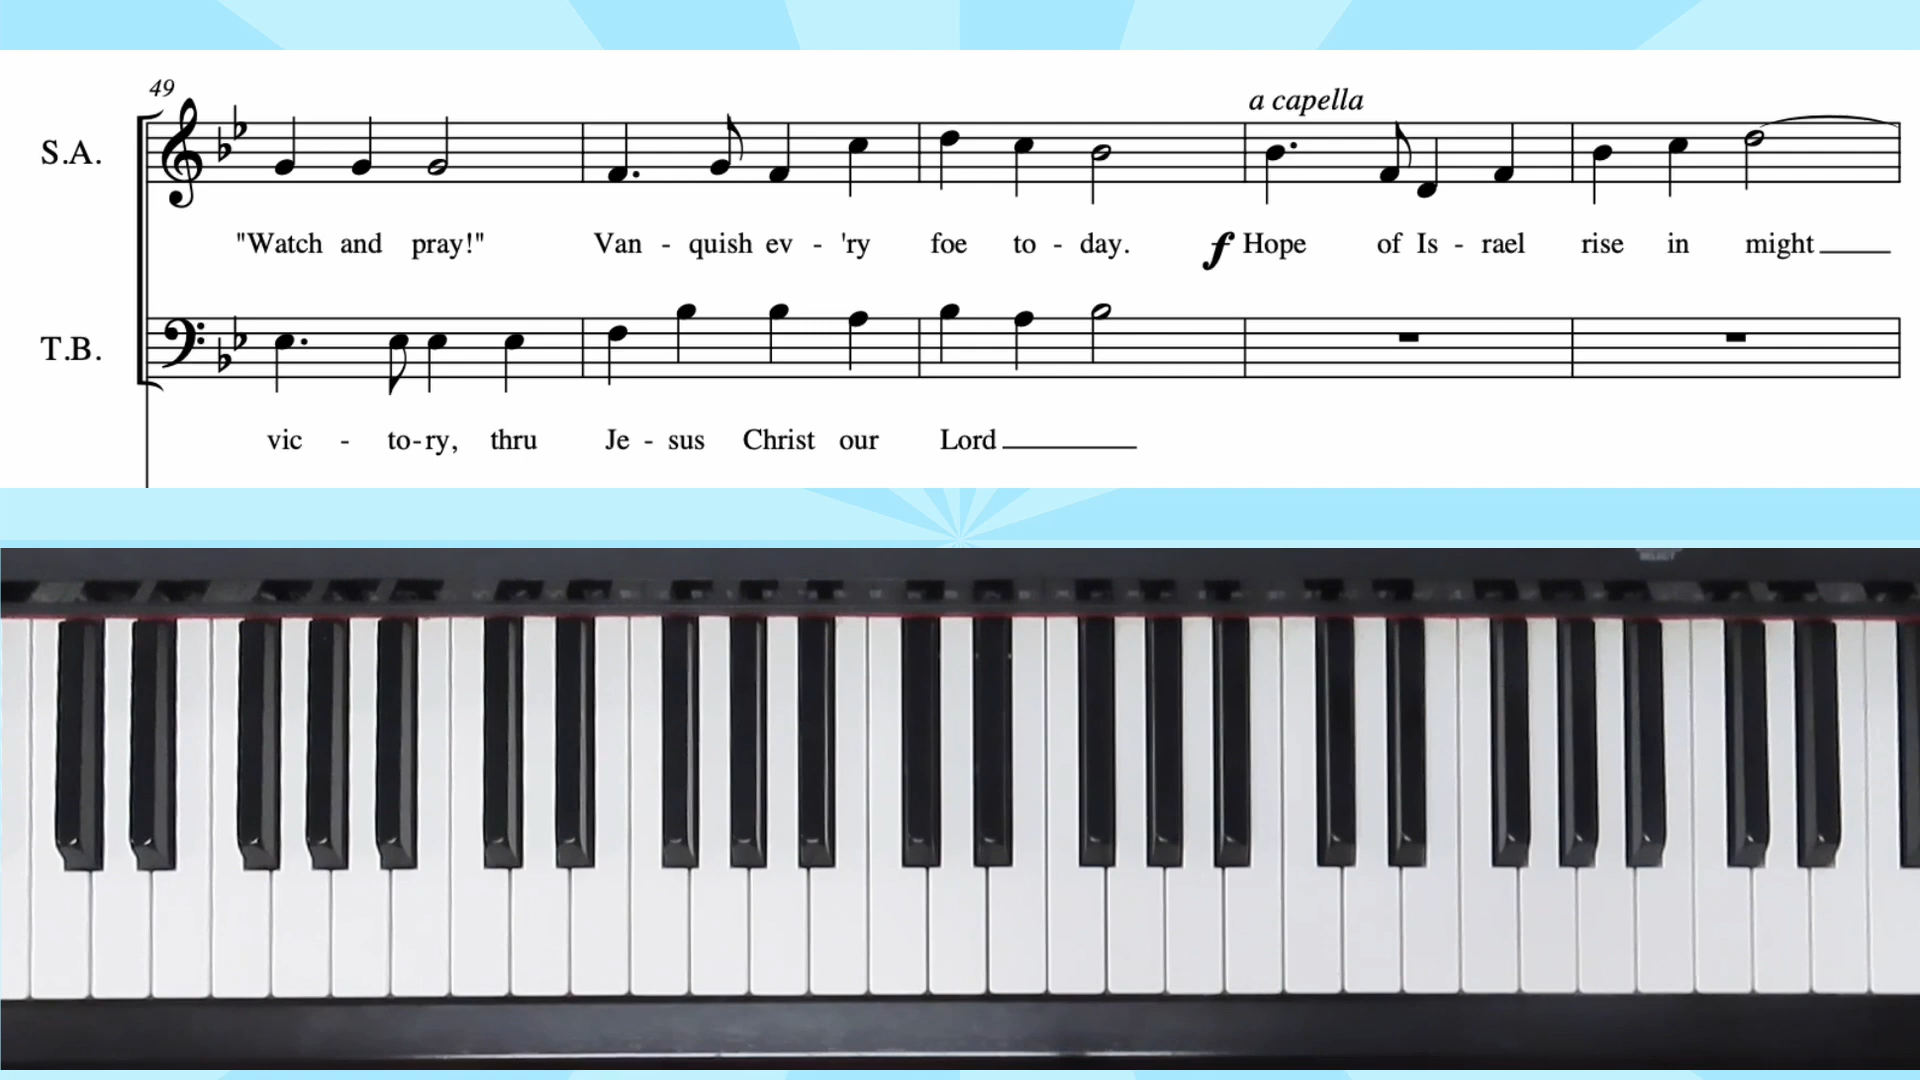 49
a capella
S.A.
"Watch and pray!" Van - quish ev - 'ry foe to - day. f Hope of Is - rael rise in might
T.B.
vic - to - ry, thru Je - sus Christ our Lord
SELECT